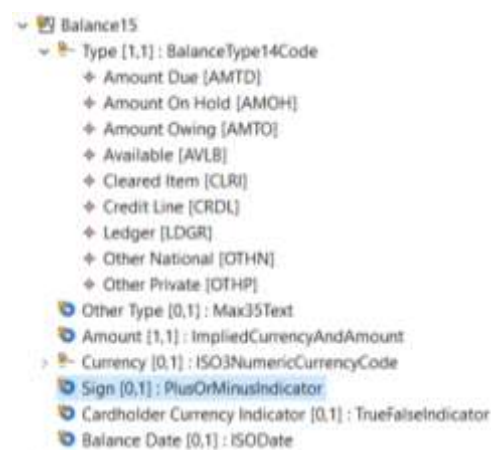 Balance15
Type [1,1] : BalanceType14Code
Amount Due [AMTD]
Amount On Hold [AMOH]
Amount Owing [AMTO]
Available [AVLB]
Cleared Item [CLRI]
Credit Line [CRDL]
Ledger [LDGR]
Other National [OTHN]
Other Private [OTHP]
Other Type [0,1] : Max35Text
Amount [1,1] : ImpliedCurrencyAndAmount
Currency [0,1] : ISO3NumericCurrencyCode
Sign [0,1] : PlusOrMinusIndicator
Cardholder Currency Indicator [0,1] : TrueFalseIndicator
Balance Date [0,1] : ISODate